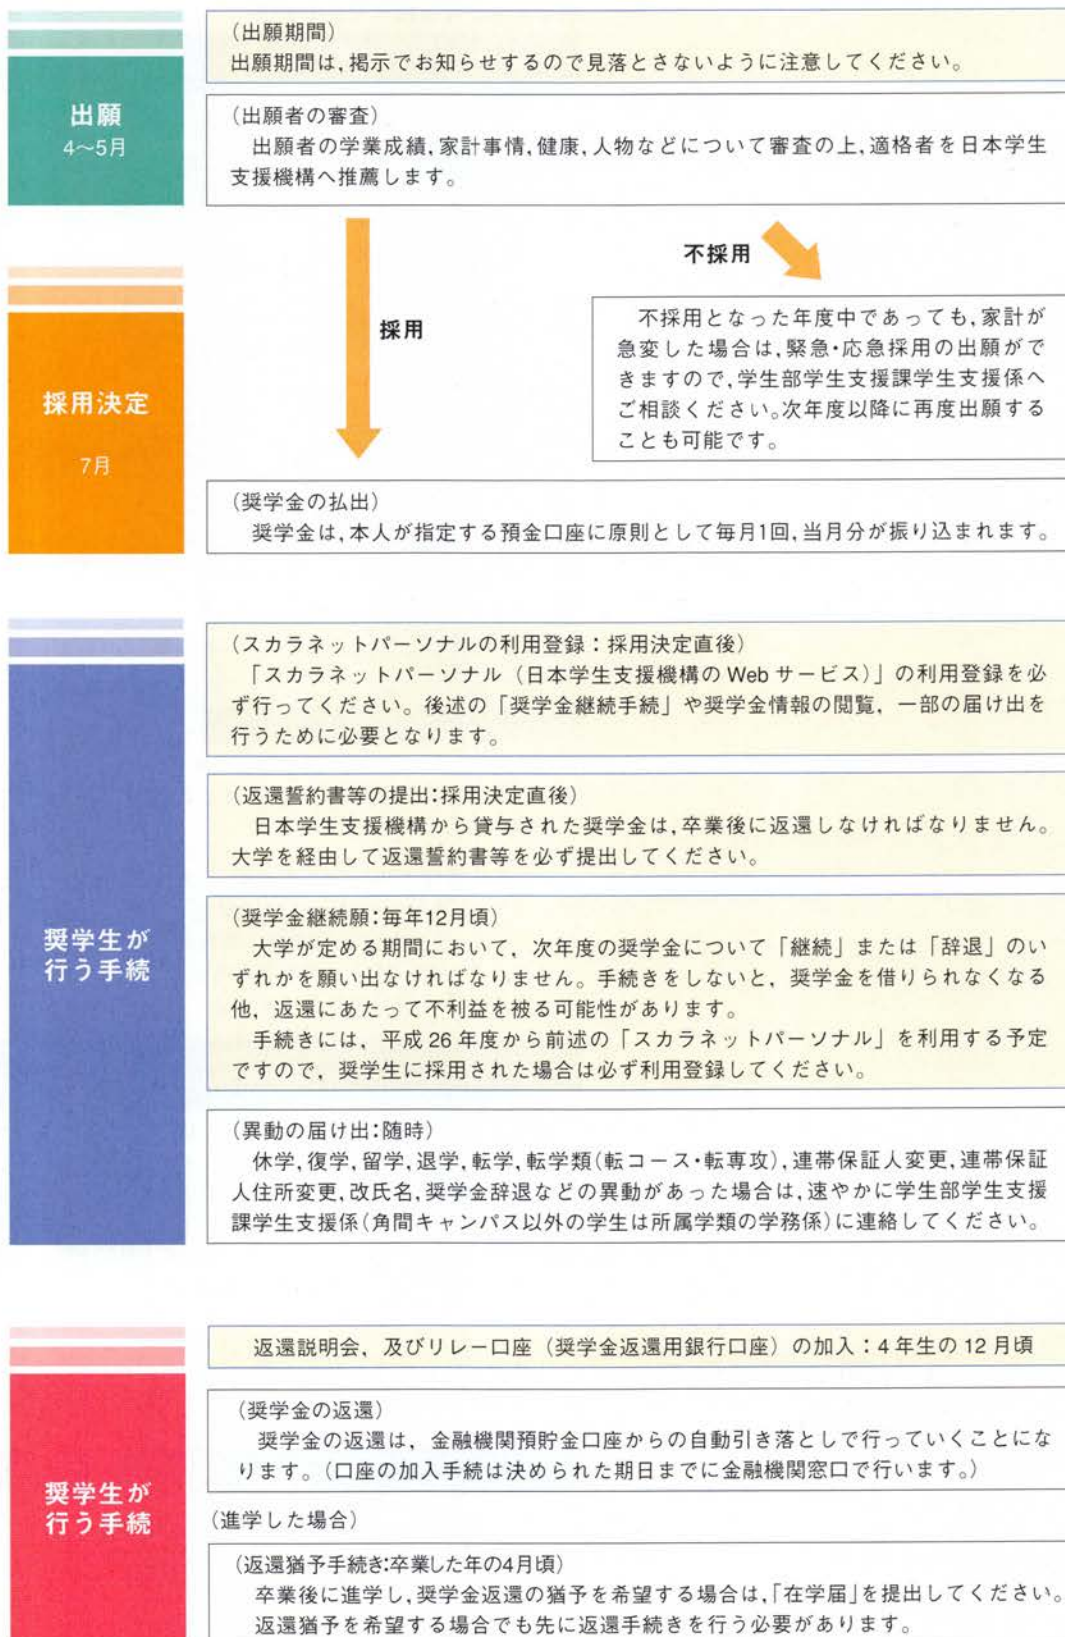 出願
4～5月
（出願期間）
出願期間は，掲示でお知らせするので見落とさないように注意してください。
（出願者の審査）
出願者の学業成績，家計事情，健康，人物などについて審査の上，適格者を日本学生
支援機構へ推薦します。
不採用
採用
不採用となった年度中であっても，家計が
急変した場合は，緊急・応急採用の出願がで
きますので，学生部学生支援課学生支援係へ
ご相談ください。次年度以降に再度出願する
ことも可能です。
採用決定
7月
（奨学金の払出）
奨学金は，本人が指定する預金口座に原則として毎月1回，当月分が振り込まれます。
奨学生が
行う手続
（スカラネットパーソナルの利用登録：採用決定直後）
「スカラネットパーソナル（日本学生支援機構の Web サービス）」の利用登録を必
ず行ってください。後述の「奨学金継続手続」や奨学金情報の閲覧，一部の届け出を
行うために必要となります。
（返還誓約書等の提出：採用決定直後）
日本学生支援機構から貸与された奨学金は，卒業後に返還しなければなりません。
大学を経由して返還誓約書等を必ず提出してください。
（奨学金継続願：毎年12月頃）
大学が定める期間において，次年度の奨学金について「継続」または「辞退」のい
ずれかを願い出なければなりません。手続きをしないと，奨学金を借りられなくなる
他，返還にあたって不利益を被る可能性があります。
手続きには，平成 26 年度から前述の「スカラネットパーソナル」を利用する予定
ですので，奨学生に採用された場合は必ず利用登録してください。
（異動の届け出：随時）
休学，復学，留学，退学，転学，転学類（転コース・転専攻），連帯保証人変更，連帯保証
人住所変更，改氏名，奨学金辞退などの異動があった場合は，速やかに学生部学生支援
課学生支援係（角間キャンパス以外の学生は所属学類の学務係）に連絡してください。
奨学生が
行う手続
返還説明会，及びリレー口座（奨学金返還用銀行口座）の加入：4 年生の 12 月頃
（奨学金の返還）
奨学金の返還は，金融機関預貯金口座からの自動引き落としで行っていくことにな
ります。（口座の加入手続は決められた期日までに金融機関窓口で行います。）
（進学した場合）
（返還猶予手続き：卒業した年の4月頃）
卒業後に進学し，奨学金返還の猶予を希望する場合は，「在学届」を提出してください。
返還猶予を希望する場合でも先に返還手続きを行う必要があります。